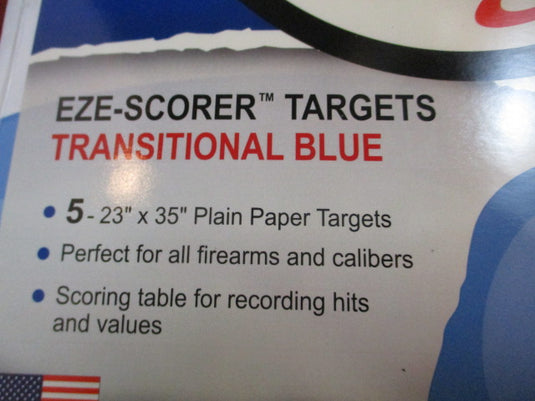 EZE-SCORER™ TARGETS
TRANSITIONAL BLUE
• 5 - 23" x 35" Plain Paper Targets
• Perfect for all firearms and calibers
• Scoring table for recording hits
and values